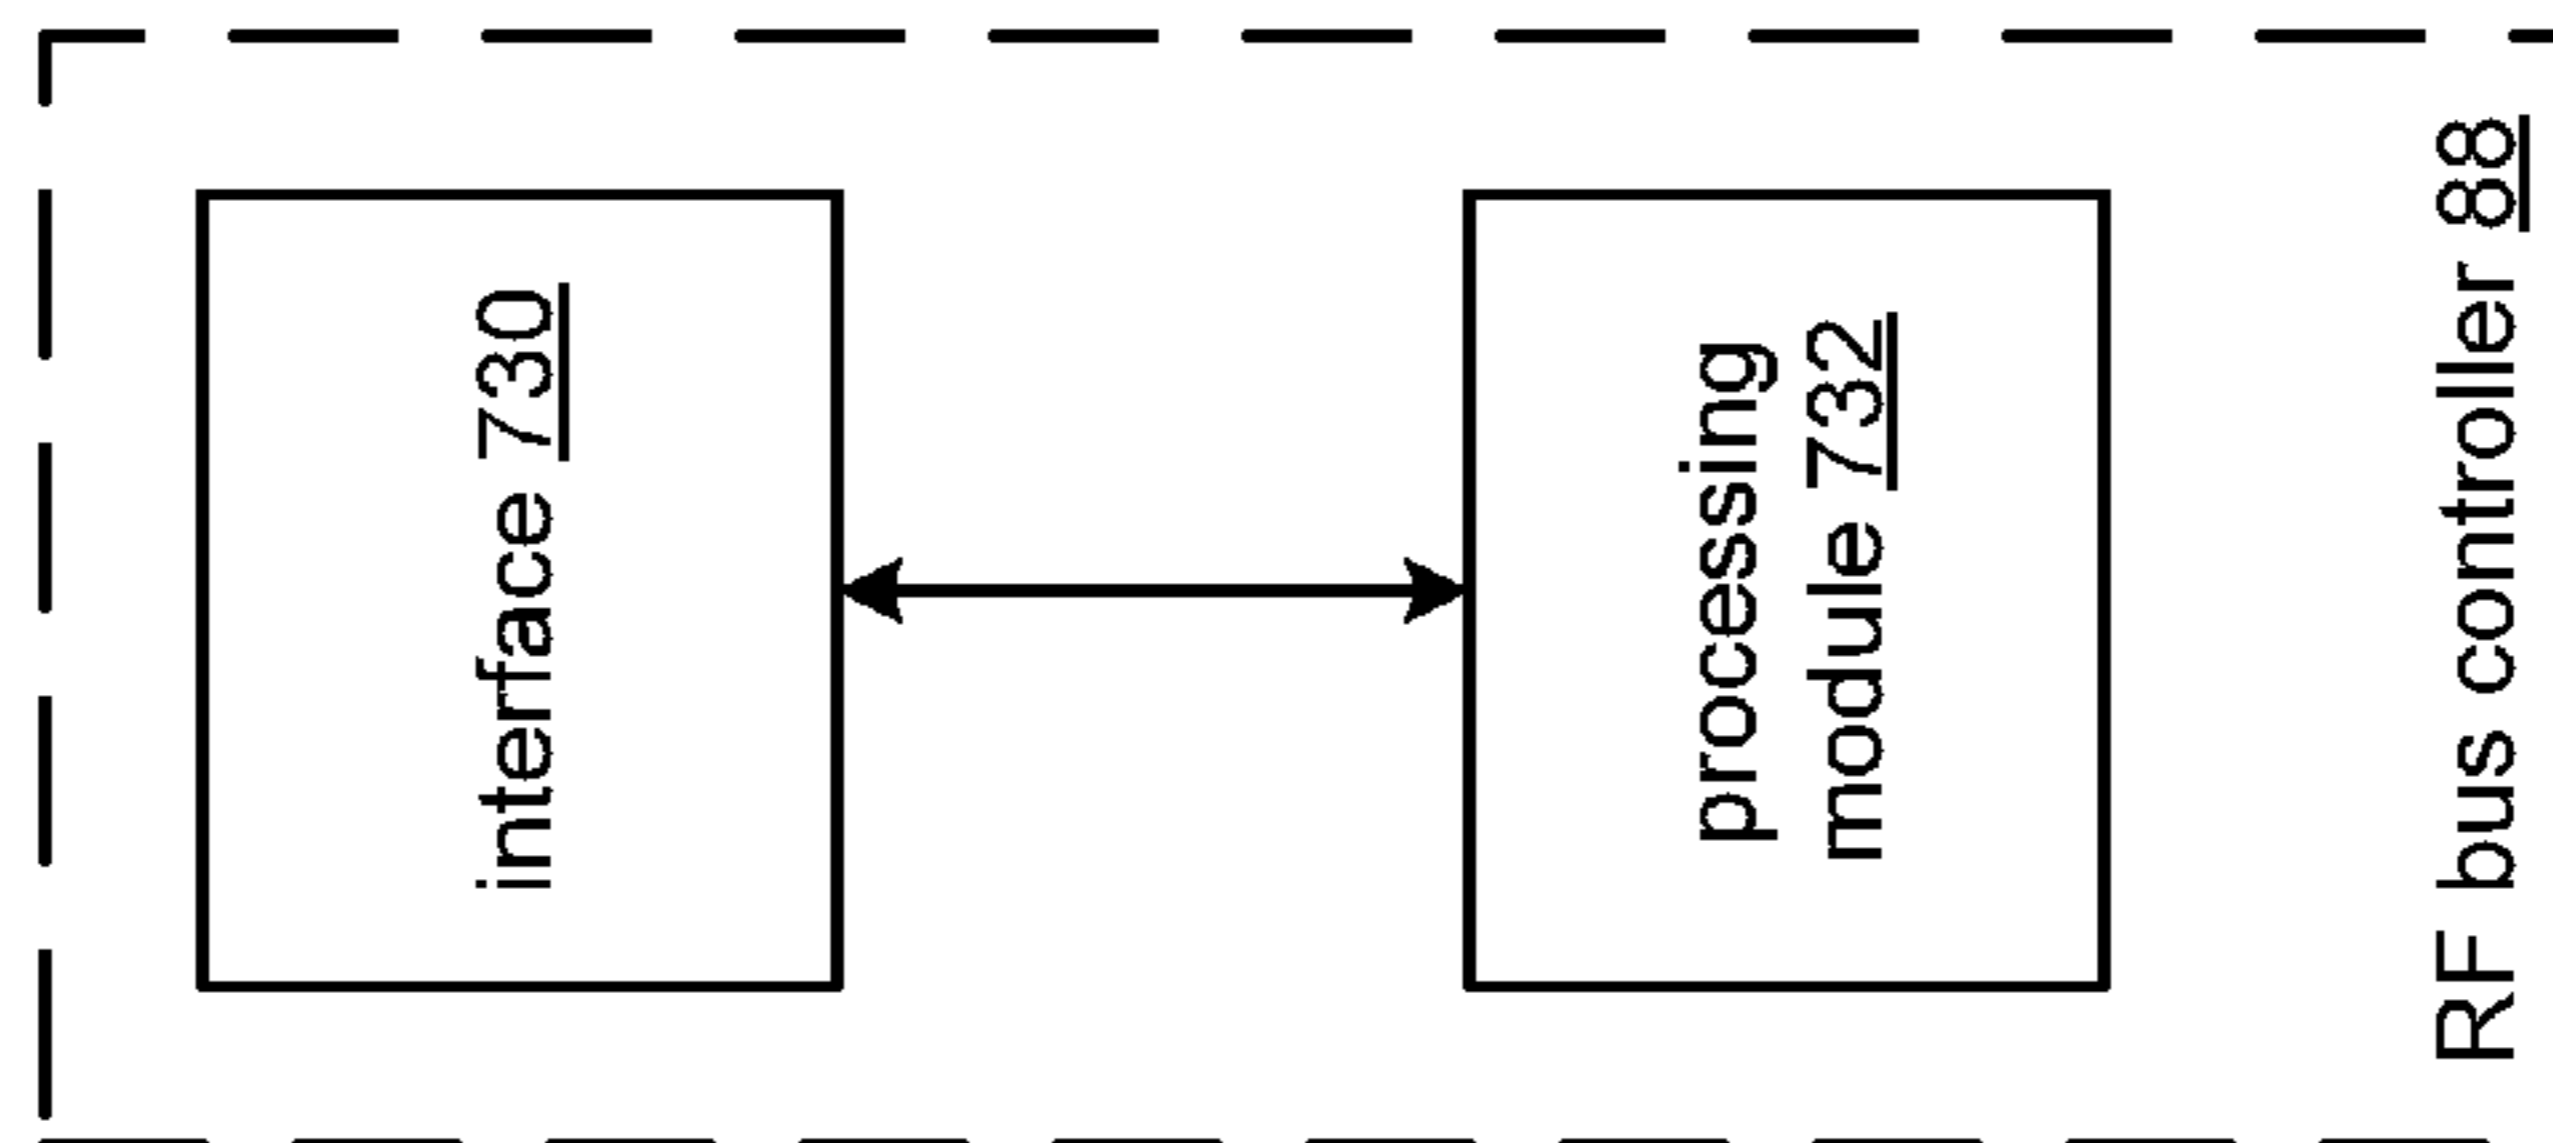 interface 730
processing
module 732
RF bus controller 88